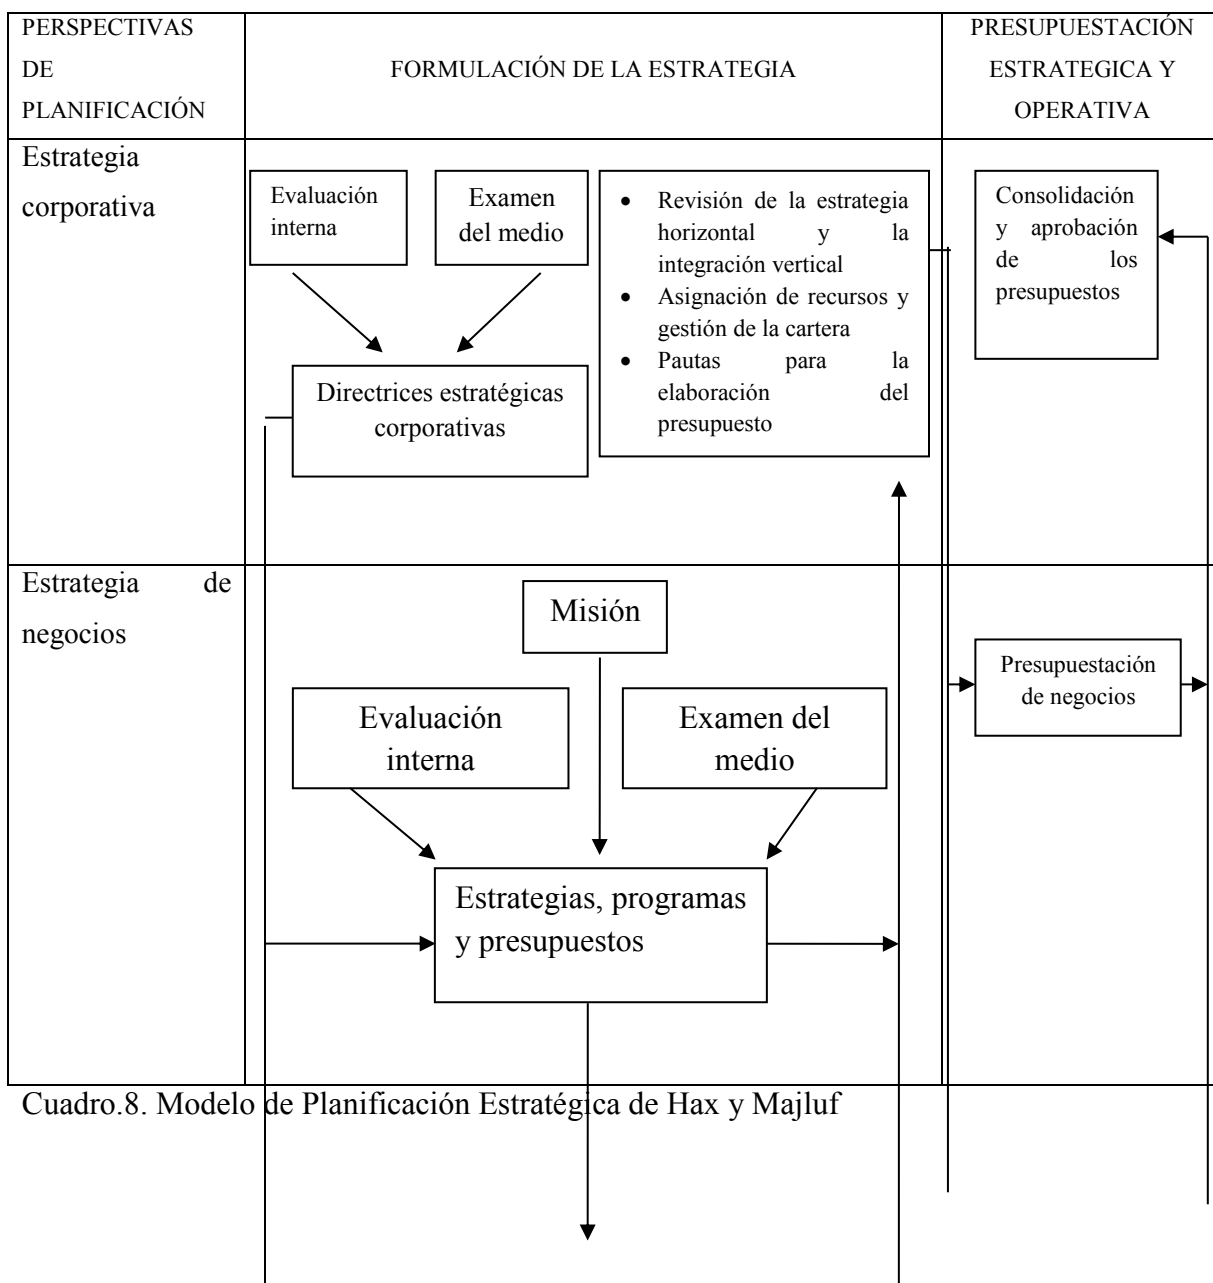 PERSPECTIVAS
DE
PLANIFICACIÓN
FORMULACIÓN DE LA ESTRATEGIA
PRESUPUESTACIÓN
ESTRATEGICA Y
OPERATIVA
Estrategia
corporativa
Evaluación
interna
Examen
del medio
• Revisión de la estrategia
horizontal y la
integración vertical
• Asignación de recursos y
gestión de la cartera
• Pautas para la
elaboración del
presupuesto
Consolidación
y aprobación
de los
presupuestos
Directrices estratégicas
corporativas
Estrategia de
negocios
Misión
Evaluación
interna
Examen del
medio
Presupuestación
de negocios
Estrategias, programas
y presupuestos
Cuadro.8. Modelo de Planificación Estratégica de Hax y Majluf